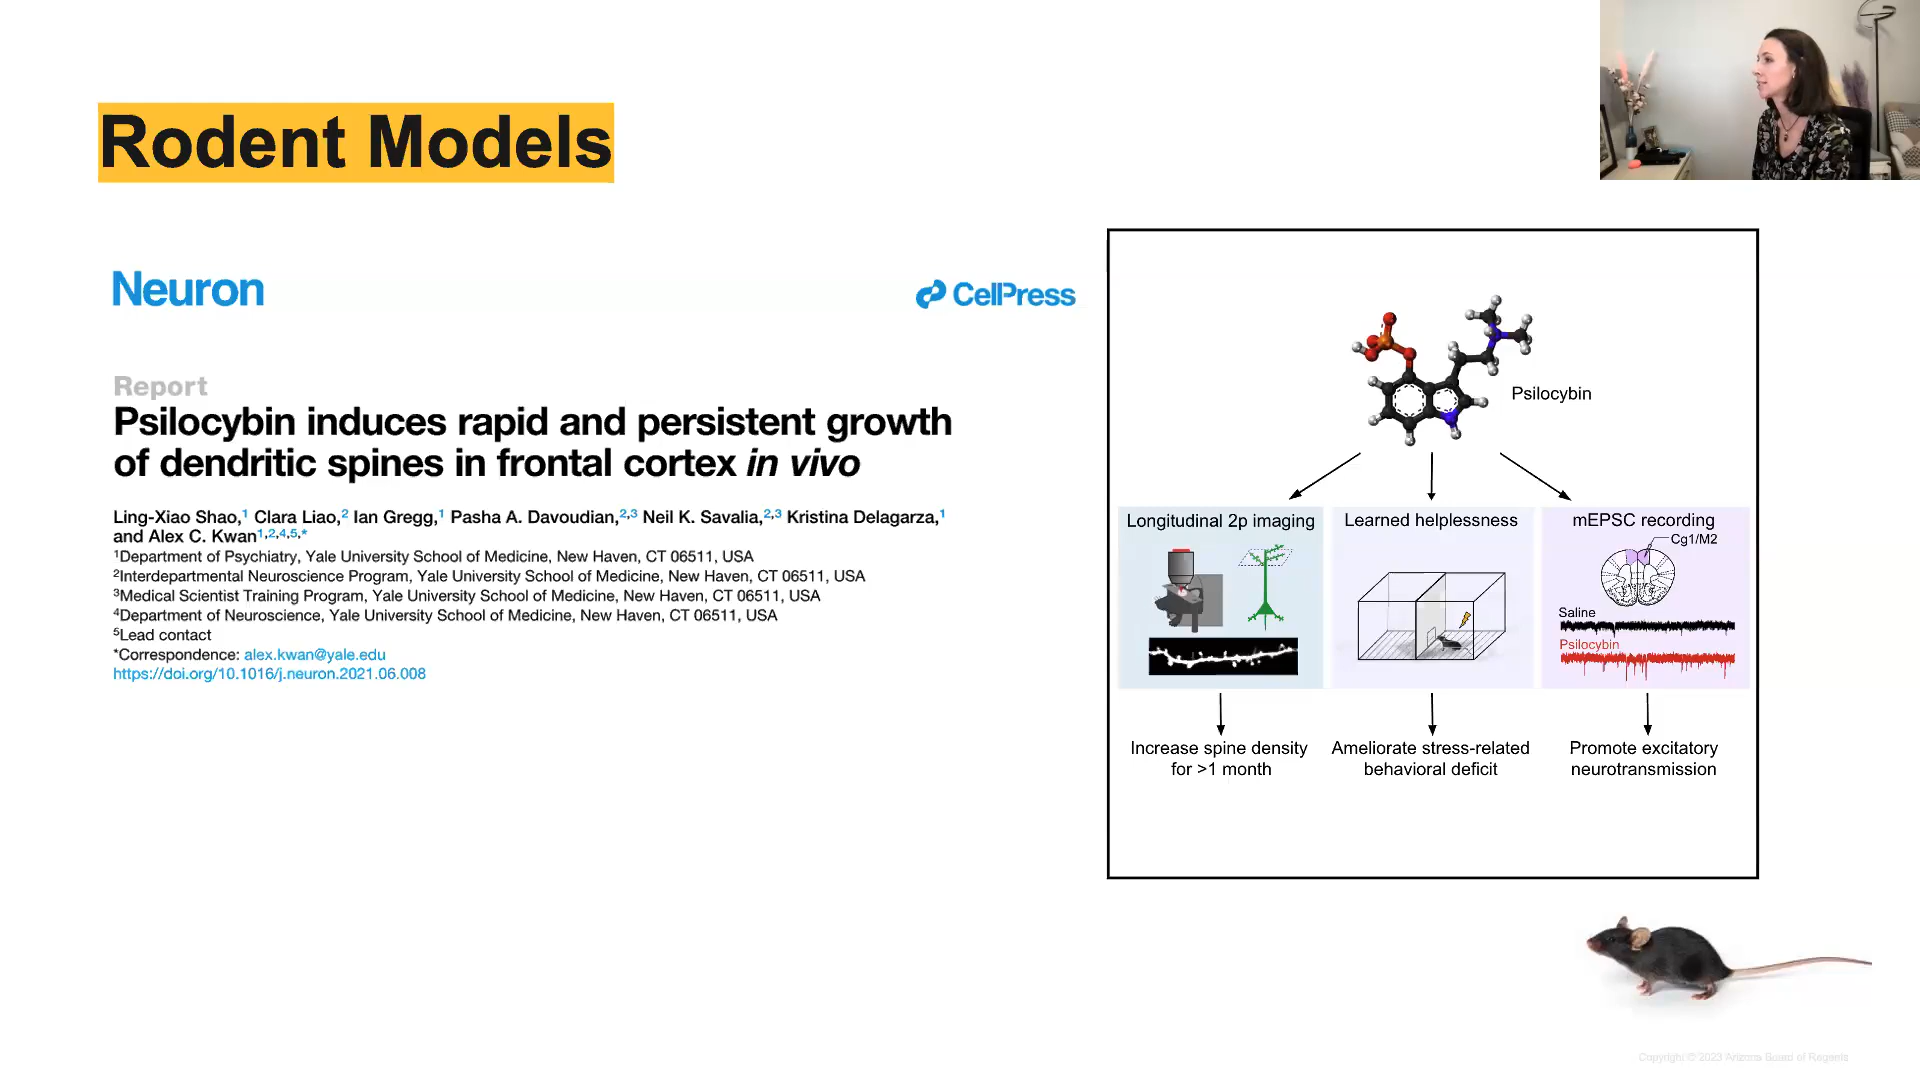 Rodent Models
Neuron
CellPress
Report
Psilocybin induces rapid and persistent growth
of dendritic spines in frontal cortex in vivo
Ling-Xiao Shao,1 Clara Liao,2 Ian Gregg,1 Pasha A. Davoudian,2,3 Neil K. Savalia,2,3 Kristina Delagarza,1
and Alex C. Kwan1,2,4,5,*
1Department of Psychiatry, Yale University School of Medicine, New Haven, CT 06511, USA
2Interdepartmental Neuroscience Program, Yale University School of Medicine, New Haven, CT 06511, USA
3Medical Scientist Training Program, Yale University School of Medicine, New Haven, CT 06511, USA
4Department of Neuroscience, Yale University School of Medicine, New Haven, CT 06511, USA
5Lead contact
*Correspondence: alex.kwan@yale.edu
https://doi.org/10.1016/j.neuron.2021.06.008
Psilocybin
Longitudinal 2p imaging
Learned helplessness
mEPSC recording
Cg1/M2
Saline
Psilocybin
Increase spine density
for >1 month
Ameliorate stress-related
behavioral deficit
Promote excitatory
neurotransmission
Copyright © 2023 Arizona Board of Regents